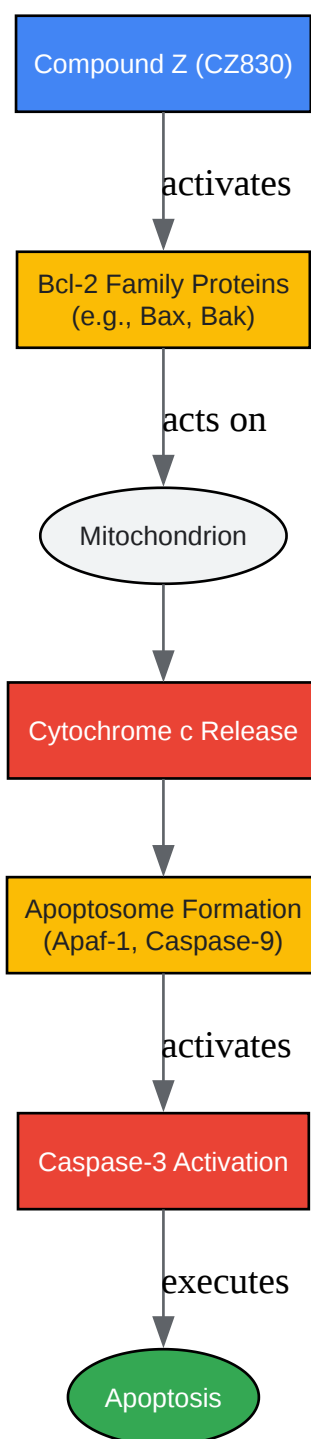 Compound Z (CZ830)
activates
Bcl-2 Family Proteins
(e.g., Bax, Bak)
acts on
Mitochondrion
Cytochrome c Release
Apoptosome Formation
(Apaf-1, Caspase-9)
activates
Caspase-3 Activation
executes
Apoptosis